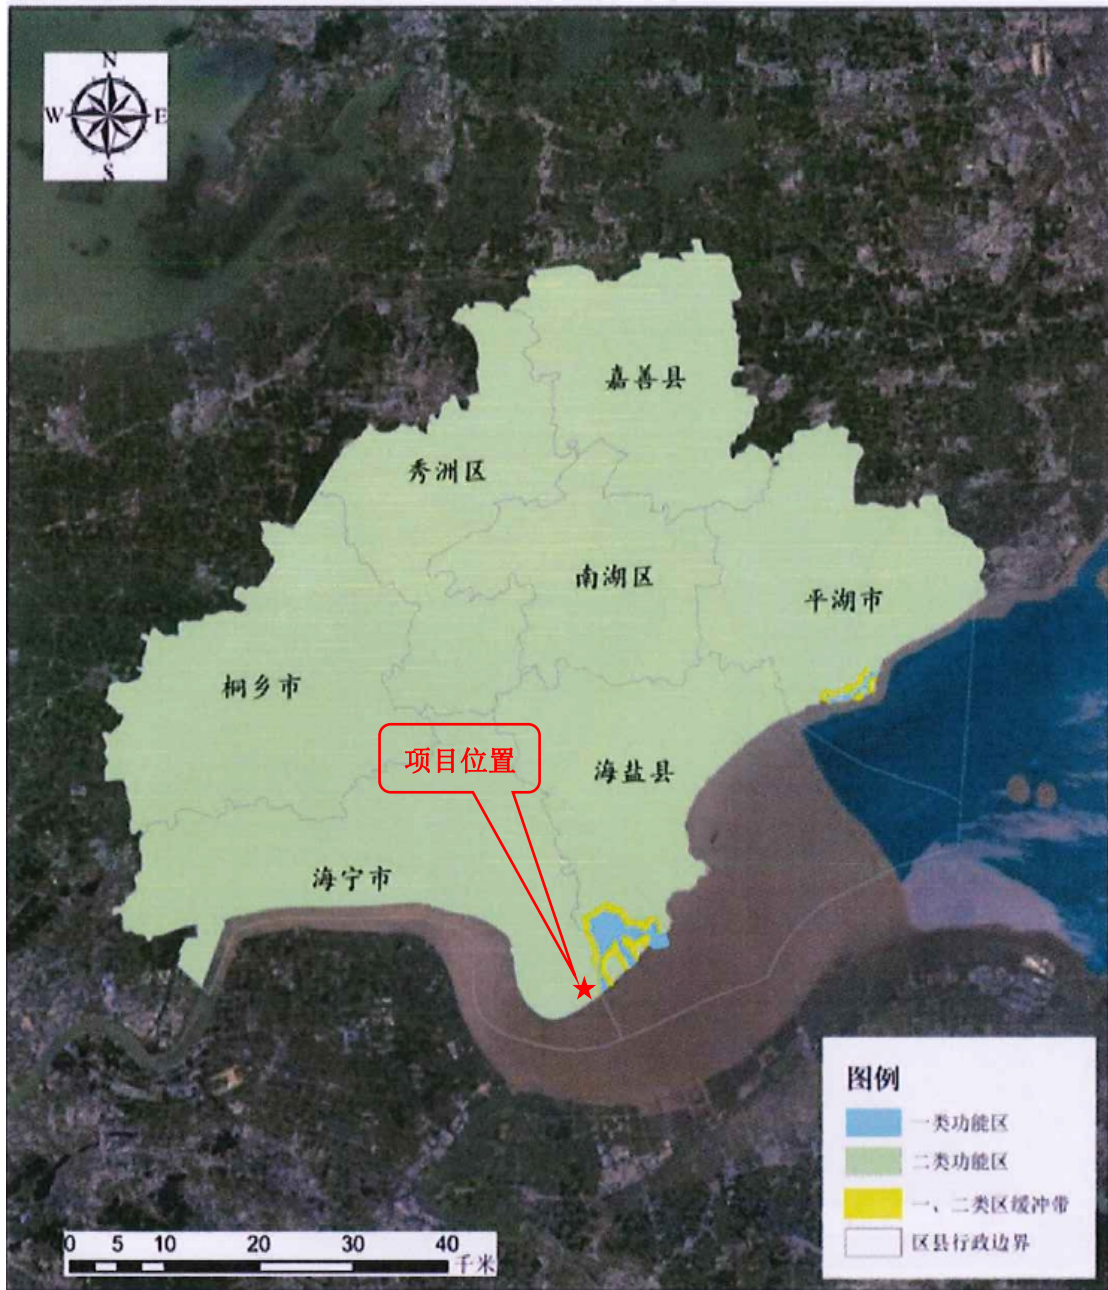 N
W E
S
嘉善县
秀洲区
南湖区
平湖市
桐乡市
项目位置
海盐县
海宁市
图例
一类功能区
二类功能区
一、二类区缓冲带
区县行政边界
0 5 10 20 30 40
千米